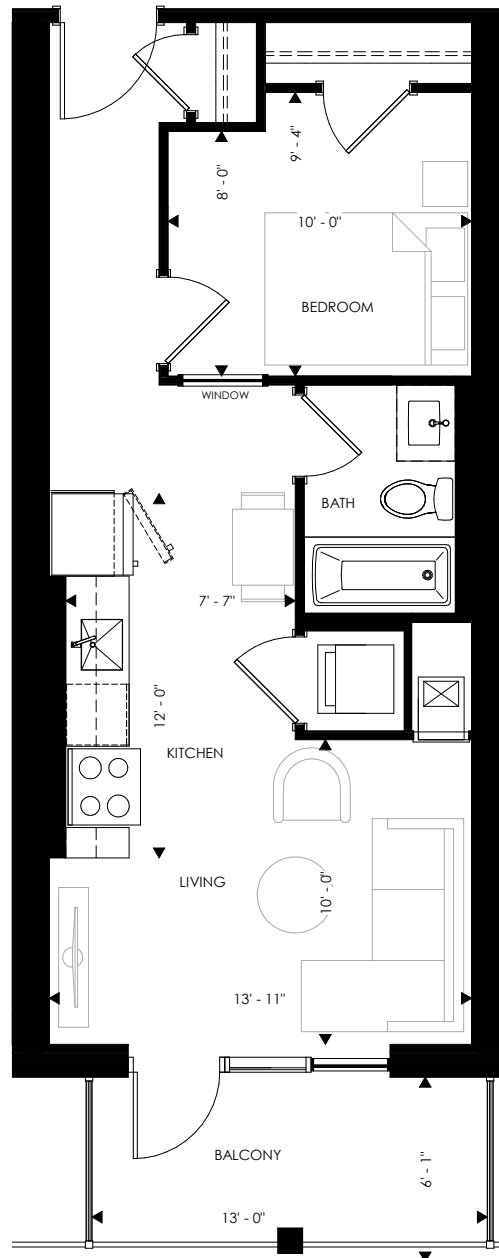 8' - 0"
9' - 4"
10' - 0"
BEDROOM
WINDOW
BATH
7' - 7"
12' - 0"
KITCHEN
LIVING
10' - 0"
13' - 11"
BALCONY
6' - 1"
13' - 0"